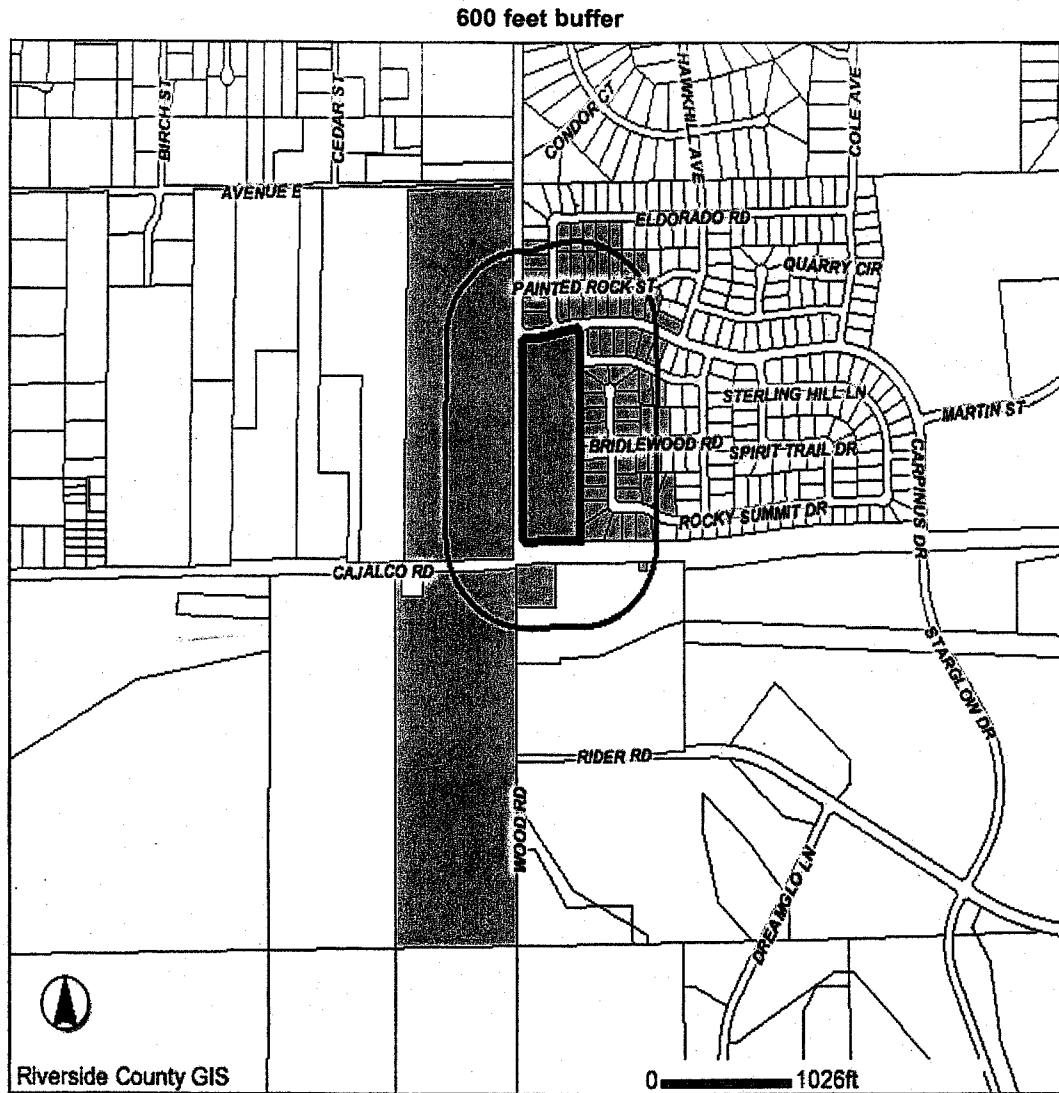 600 feet buffer
BIRCH ST
CEDAR ST
CONDOR CT
HAWKHILL AVE
COLE AVE
AVENUE E
ELDORADO RD
QUARRY CIR
PAINTED ROCK ST
STERLING HILL LN
MARTIN ST
BRIDLEWOOD RD
SPIRIT TRAIL DR
CARPINUS DR
ROCKY SUMMIT DR
CAJALCO RD
STARGLOW DR
RIDER RD
WOOD RD
DREAMGLO LN
Riverside County GIS
0 1026ft